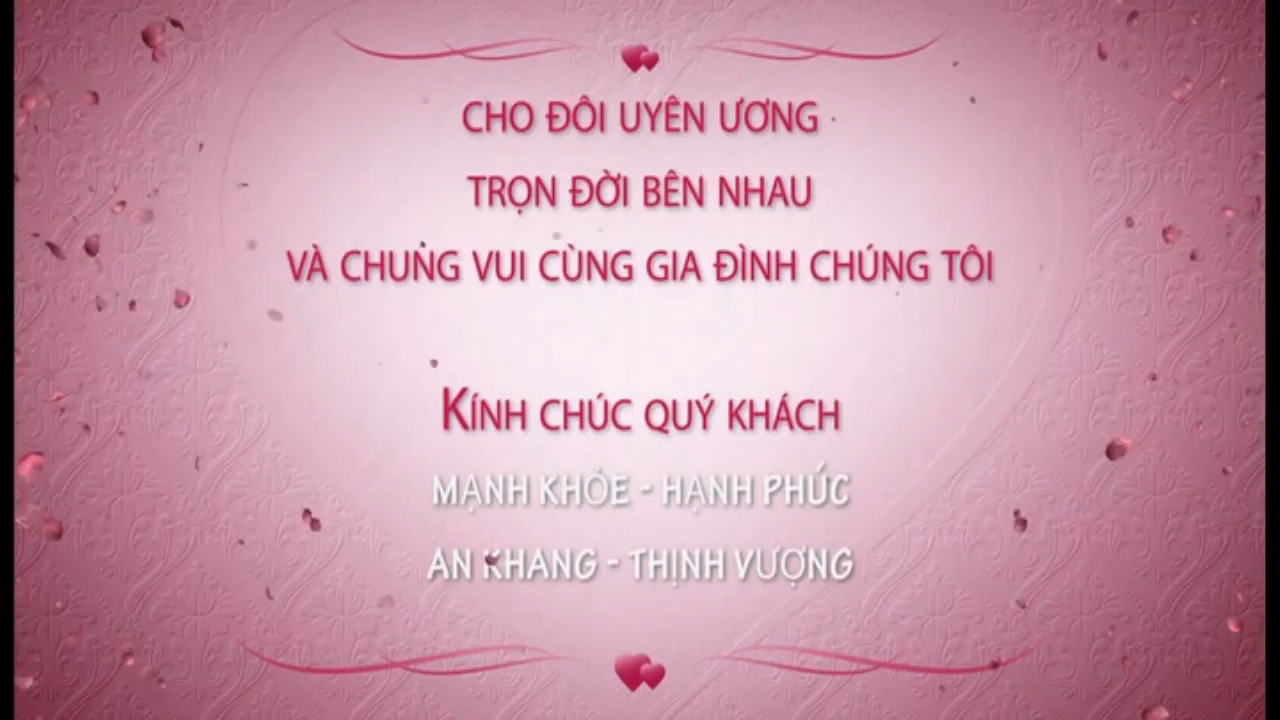 CHO ĐÔI UYÊN ƯƠNG
TRỌN ĐỜI BÊN NHAU
VÀ CHUNG VUI CÙNG GIA ĐÌNH CHÚNG TÔI
KÍNH CHÚC QUÝ KHÁCH
MẠNH KHỎE - HẠNH PHÚC
AN KHANG - THỊNH VƯỢNG